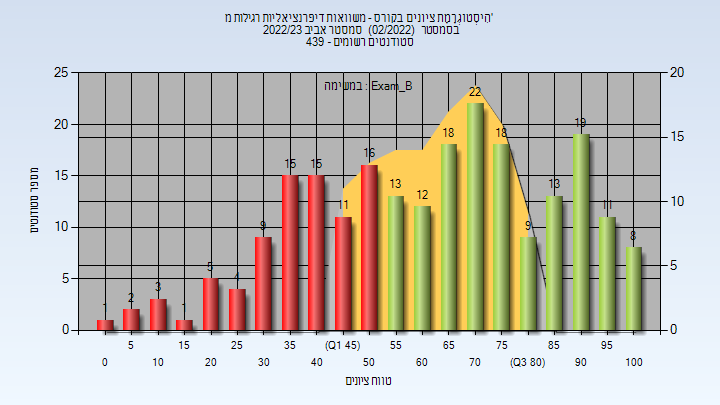 היסטוגרמת ציונים בקורס - משוואות דיפרנציאליות רגילות מ'
בסמסטר (02/2022) סמסטר אביב 2022/23
439 - סטודנטים רשומים
במשימה : Exam_B
מספר סטודנטים
25
20
15
10
5
0
20
15
10
5
0
1 2 3 1 5 4 9 15 15 11 16 13 12 18 22 18 9 13 19 11 8
5 15 25 35 (Q1 45) 55 65 75 85 95
0 10 20 30 40 50 60 70 (Q3 80) 90 100
טווח ציונים